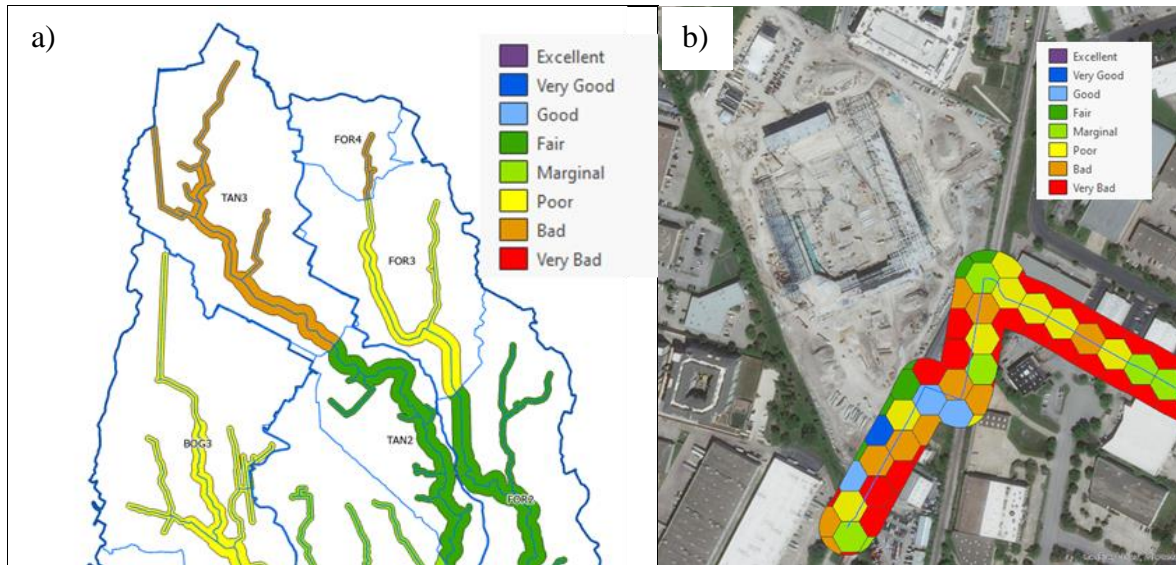 a)
Excellent
Very Good
Good
Fair
Marginal
Poor
Bad
Very Bad
FOR4
TAN3
FOR3
BOG3
TAN2
FOR2
b)
Excellent
Very Good
Good
Fair
Marginal
Poor
Bad
Very Bad